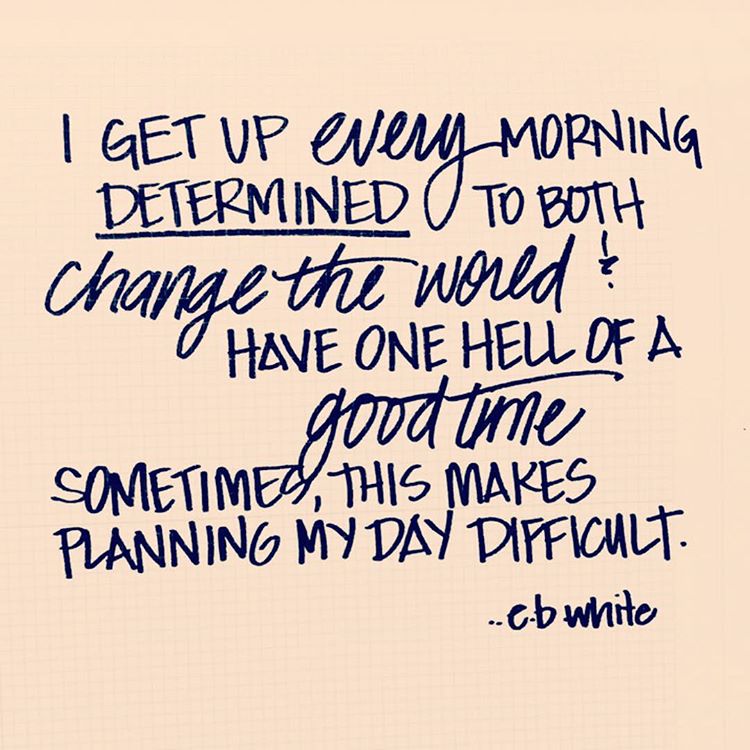 I GET UP every MORNING
DETERMINED TO BOTH
change the world &
HAVE ONE HELL OF A
good time
SOMETIMES, THIS MAKES
PLANNING MY DAY DIFFICULT.
..e.b white